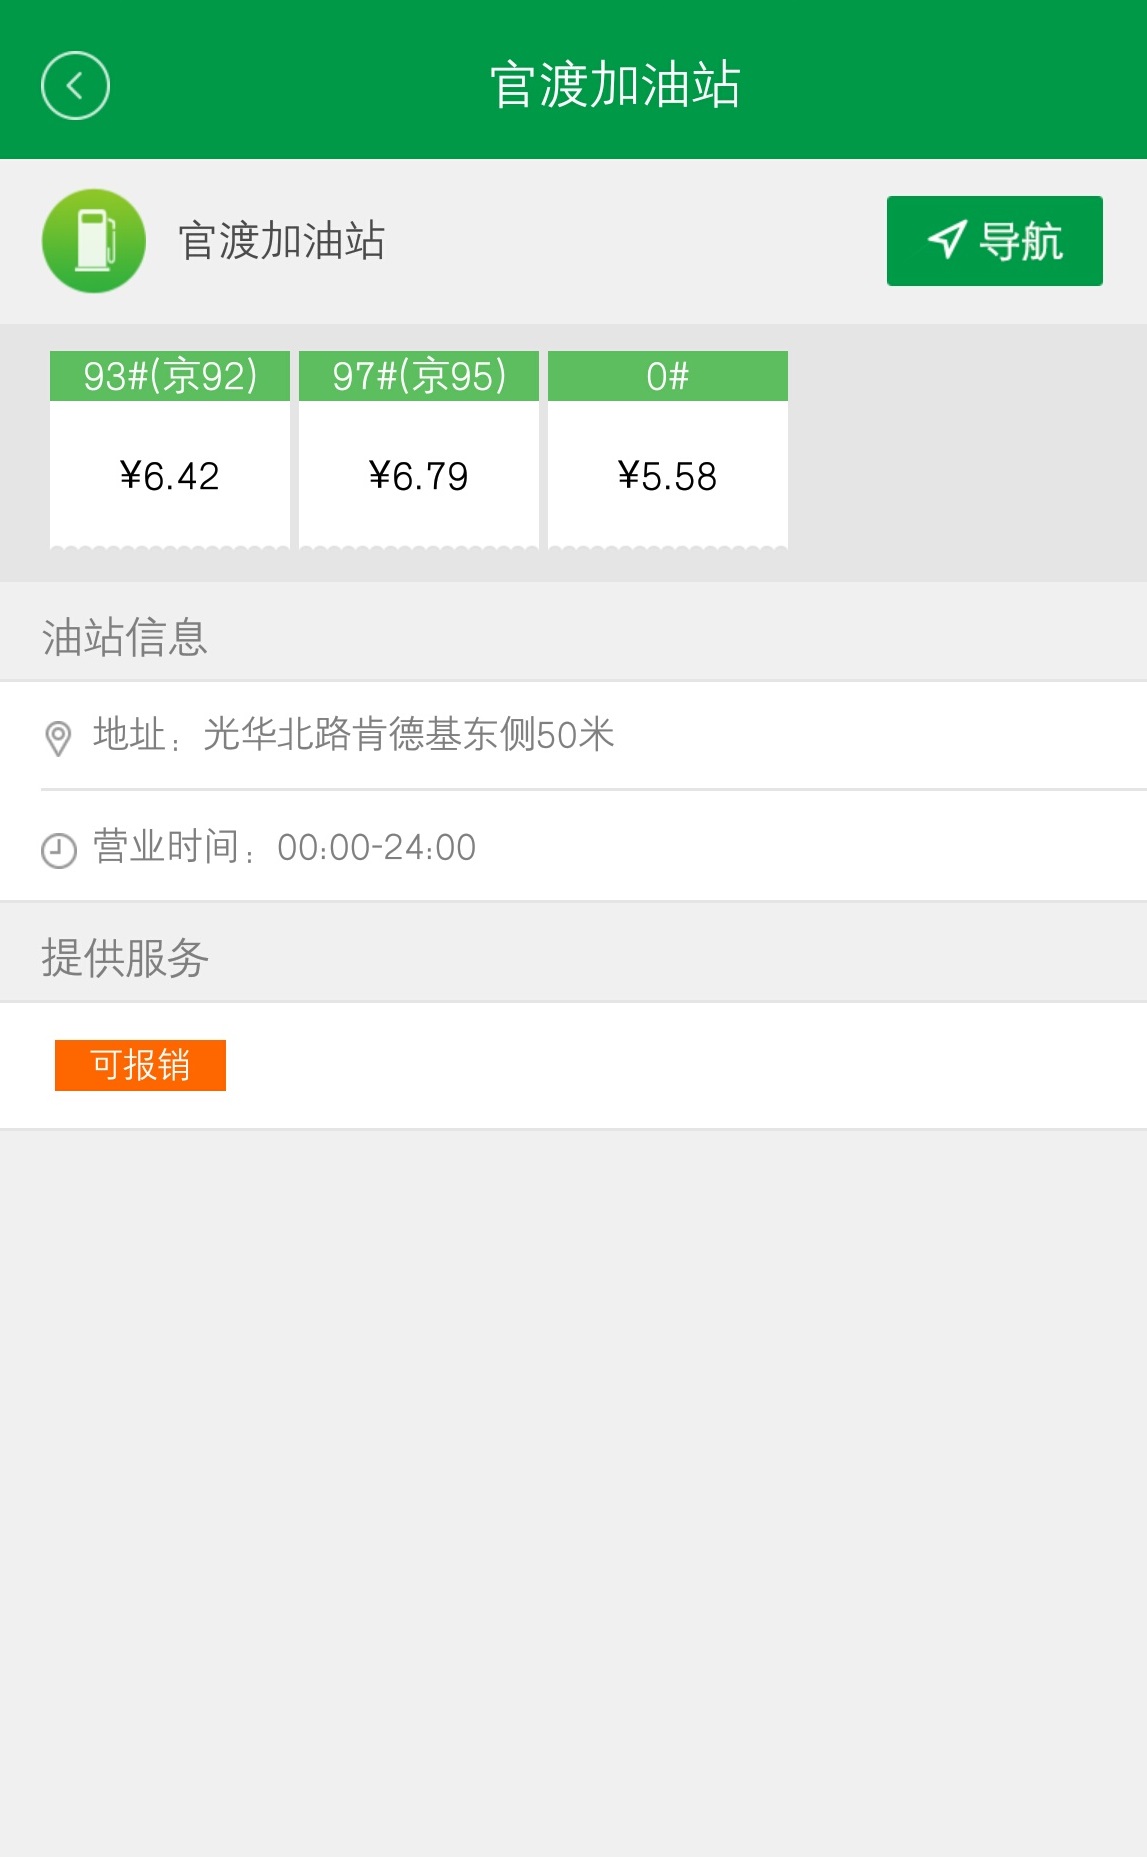 官渡加油站
官渡加油站
导航
93#(京92) 97#(京95) 0#
¥6.42 ¥6.79 ¥5.58
油站信息
地址：光华北路肯德基东侧50米
营业时间：00:00-24:00
提供服务
可报销